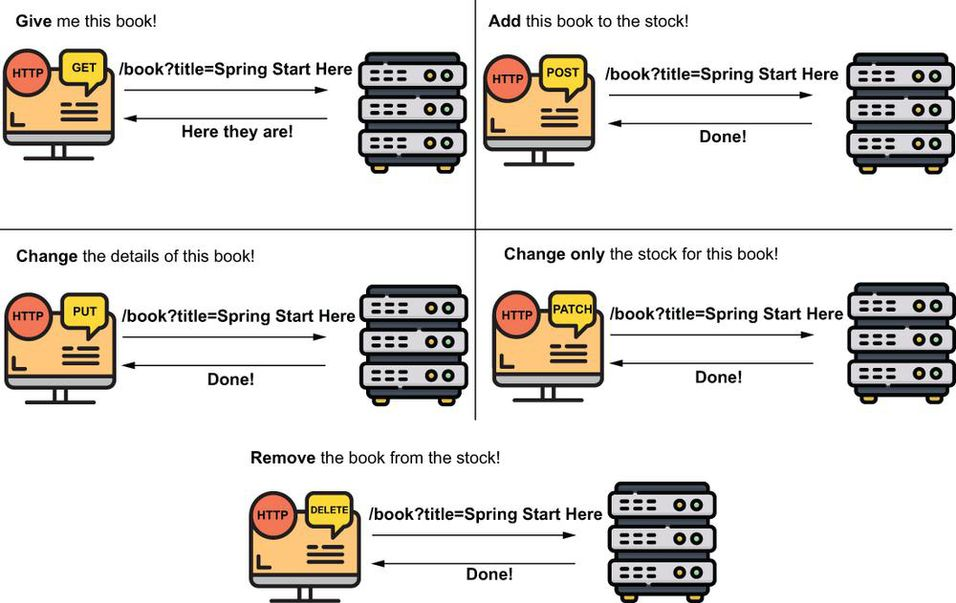 Give me this book!
HTTP
GET
/book?title=Spring Start Here
Here they are!
Add this book to the stock!
HTTP
POST
/book?title=Spring Start Here
Done!
Change the details of this book!
HTTP
PUT
/book?title=Spring Start Here
Done!
Change only the stock for this book!
HTTP
PATCH
/book?title=Spring Start Here
Done!
Remove the book from the stock!
HTTP
DELETE
/book?title=Spring Start Here
Done!